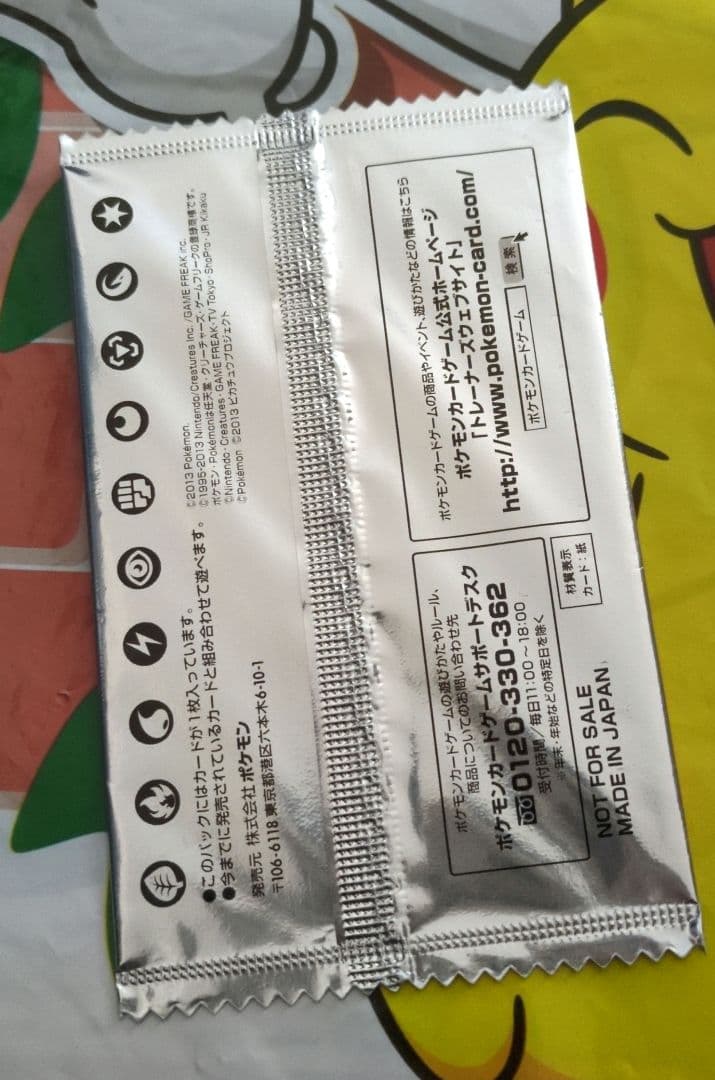 ●このパックにはカードが1枚入っています。
●今までに発売されているカードと組み合わせて遊べます。
発売元 株式会社 ポケモン
〒106-6118 東京都港区六本木6-10-1
©2013 Pokémon.
©1995-2013 Nintendo/Creatures Inc. /GAME FREAK inc.
ポケモン・Pokémonは任天堂・クリーチャーズ・ゲームフリークの登録商標です。
©Nintendo・Creatures・GAME FREAK・TV Tokyo・ShoPro・JR Kikaku
©Pokémon ©2013 ピカチュウプロジェクト
ポケモンカードゲームの遊びかたやルール、
商品についてのお問い合わせ先
ポケモンカードゲームサポートデスク
0120-330-362
受付時間／毎日11:00～18:00
※年末・年始などの特定日を除く
NOT FOR SALE
MADE IN JAPAN
ポケモンカードゲームの商品やイベント、遊びかたなどの情報はこちら
ポケモンカードゲーム公式ホームページ
「トレーナーズウェブサイト」
http://www.pokemon-card.com/
ポケモンカードゲーム 検索
材質表示
カード：紙